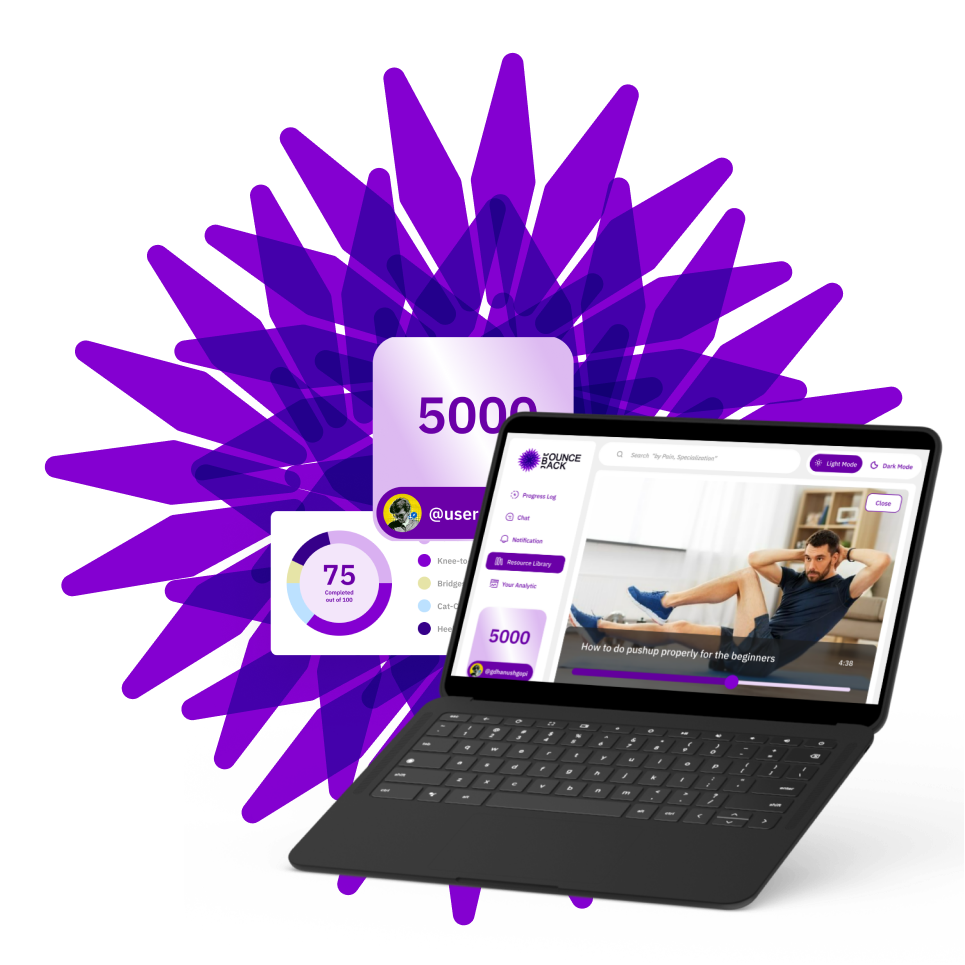 5000
@user
75
Completed
out of 100
Knee-to
Bridge
Cat-C
Hee
BOUNCE
BACK
Search "by Pain, Specialization"
Light Mode
Dark Mode
Progress Log
Chat
Notification
Resource Library
Your Analytic
5000
@gdhanushgopi
Close
How to do pushup properly for the beginners
4:38